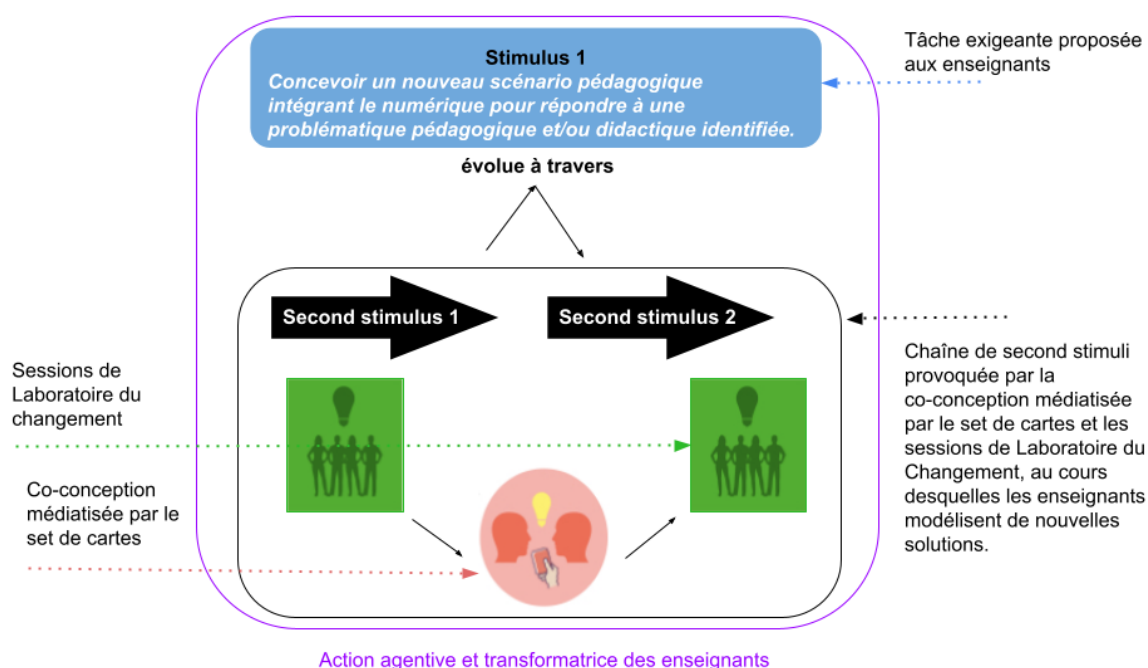 Stimulus 1
Concevoir un nouveau scénario pédagogique
intégrant le numérique pour répondre à une
problématique pédagogique et/ou didactique identifiée.
Tâche exigeante proposée
aux enseignants
évolue à travers
Second stimulus 1
Second stimulus 2
Sessions de
Laboratoire du
changement
Co-conception
médiatisée par le
set de cartes
Chaîne de second stimuli
provoquée par la
co-conception médiatisée
par le set de cartes et les
sessions de Laboratoire du
Changement, au cours
desquelles les enseignants
modélisent de nouvelles
solutions.
Action agentive et transformatrice des enseignants